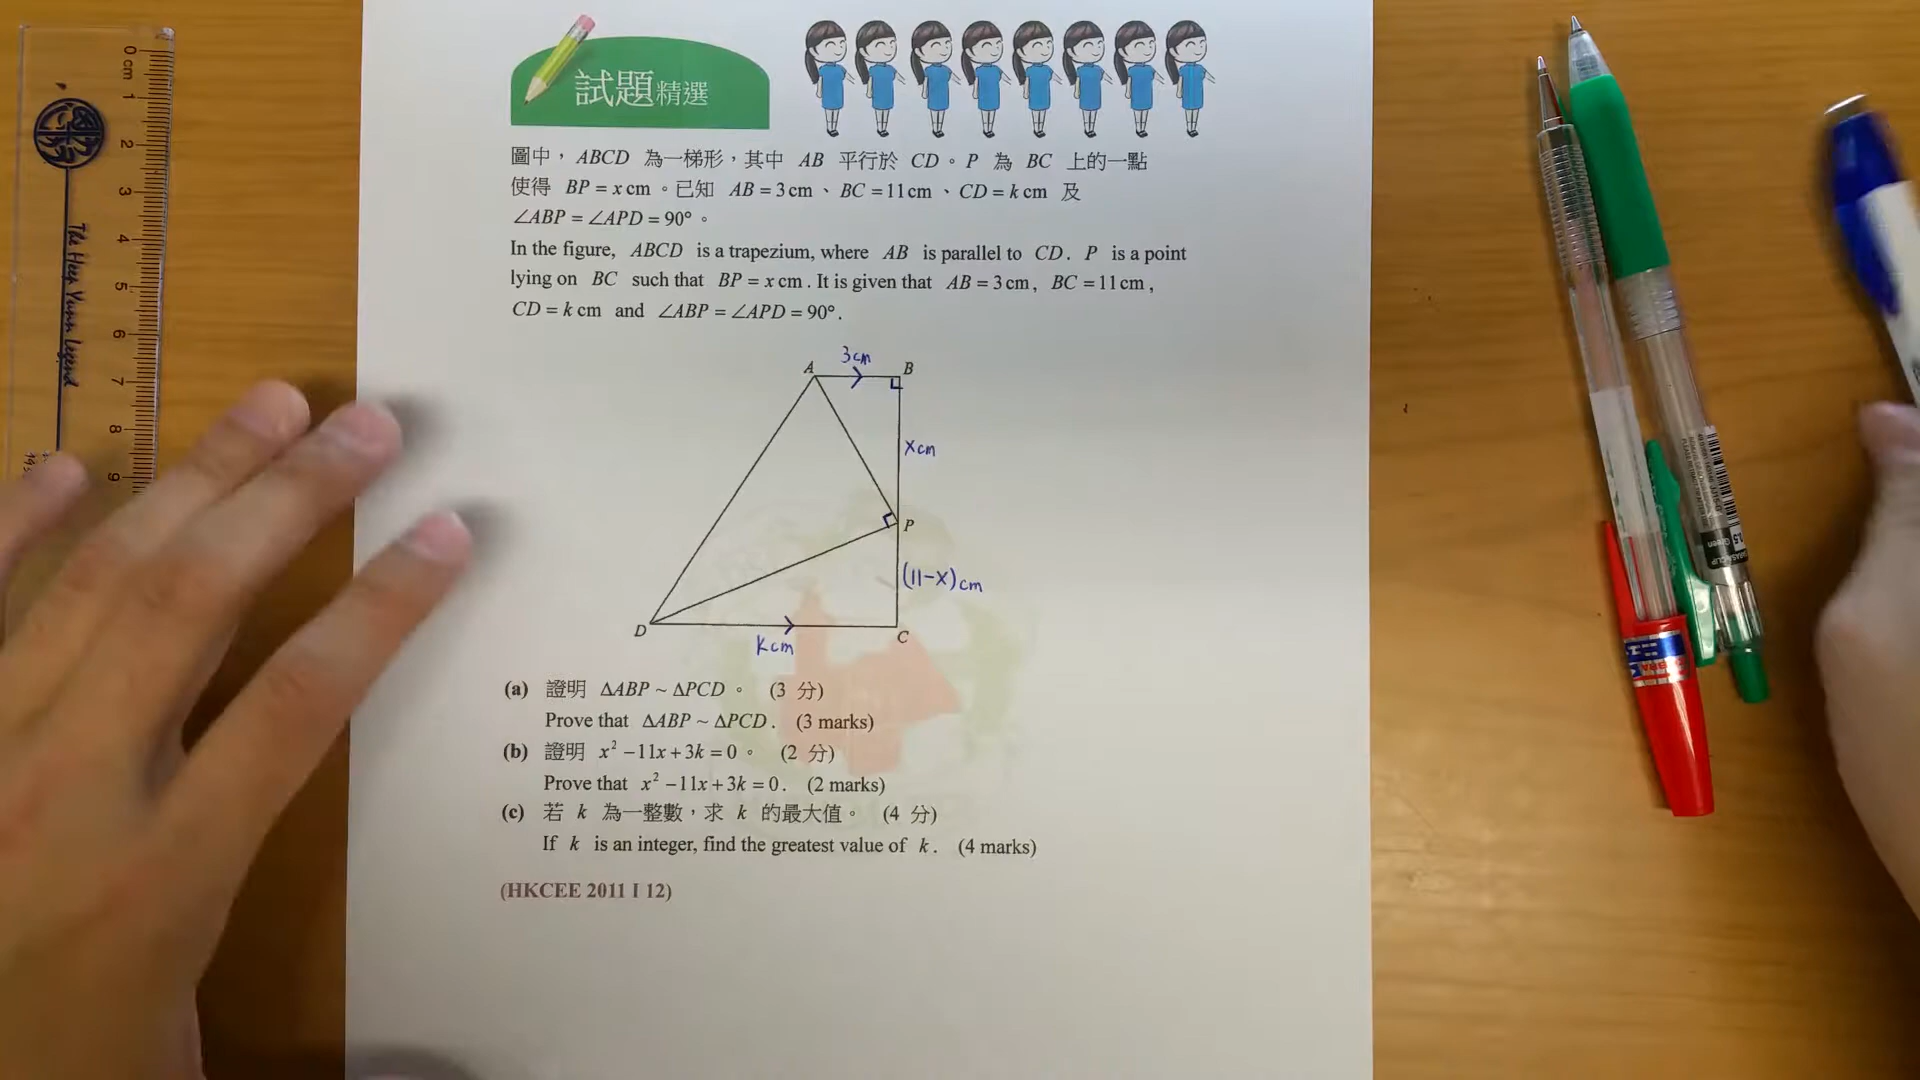 試題精選
圖中，ABCD 為一梯形，其中 AB 平行於 CD。P 為 BC 上的一點
使得 BP = x cm。已知 AB = 3 cm、BC = 11 cm、CD = k cm 及
∠ABP = ∠APD = 90°。
In the figure, ABCD is a trapezium, where AB is parallel to CD. P is a point
lying on BC such that BP = x cm. It is given that AB = 3 cm, BC = 11 cm,
CD = k cm and ∠ABP = ∠APD = 90°.
3cm
A
B
xcm
P
(11-x)cm
D
C
kcm
(a) 證明 ΔABP ~ ΔPCD。 (3 分)
Prove that ΔABP ~ ΔPCD. (3 marks)
(b) 證明 x² − 11x + 3k = 0。 (2 分)
Prove that x² − 11x + 3k = 0. (2 marks)
(c) 若 k 為一整數，求 k 的最大值。 (4 分)
If k is an integer, find the greatest value of k. (4 marks)
(HKCEE 2011 I 12)
0 cm
1
2
3
4
5
6
7
8
9
Green